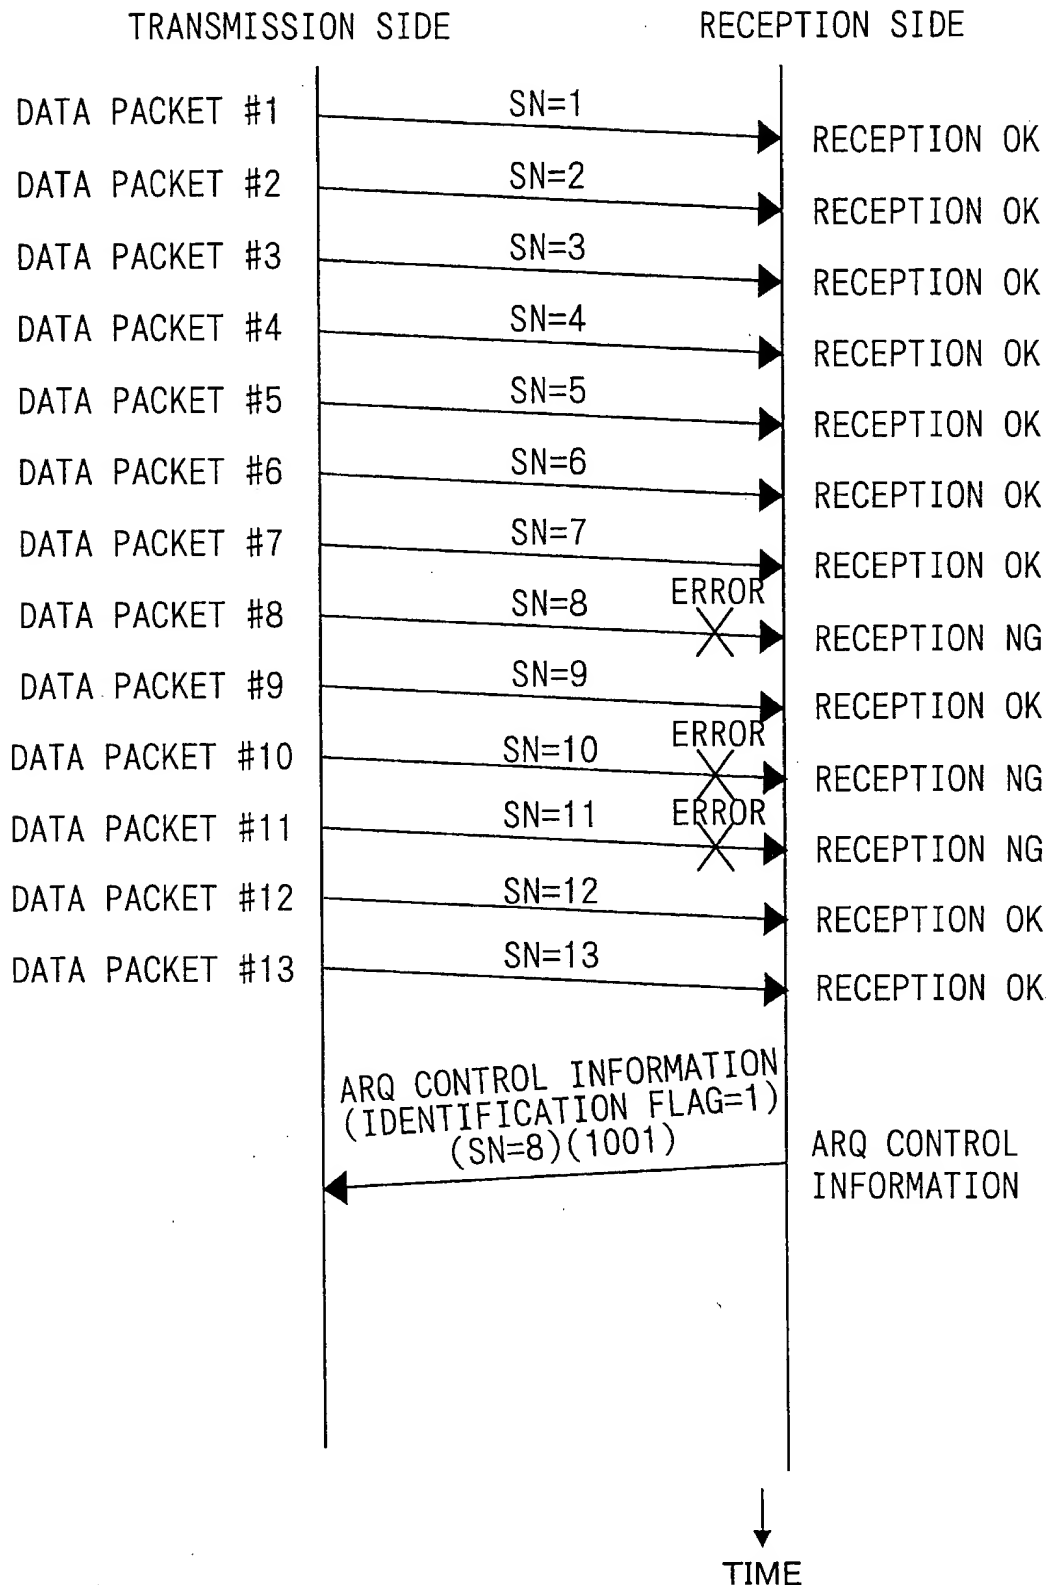 TRANSMISSION SIDE RECEPTION SIDE
DATA PACKET #1 SN=1 RECEPTION OK
DATA PACKET #2 SN=2 RECEPTION OK
DATA PACKET #3 SN=3 RECEPTION OK
DATA PACKET #4 SN=4 RECEPTION OK
DATA PACKET #5 SN=5 RECEPTION OK
DATA PACKET #6 SN=6 RECEPTION OK
DATA PACKET #7 SN=7 RECEPTION OK
DATA PACKET #8 SN=8 ERROR RECEPTION NG
DATA PACKET #9 SN=9 RECEPTION OK
DATA PACKET #10 SN=10 ERROR RECEPTION NG
DATA PACKET #11 SN=11 ERROR RECEPTION NG
DATA PACKET #12 SN=12 RECEPTION OK
DATA PACKET #13 SN=13 RECEPTION OK
ARQ CONTROL INFORMATION
(IDENTIFICATION FLAG=1)
(SN=8)(1001)
ARQ CONTROL
INFORMATION
TIME